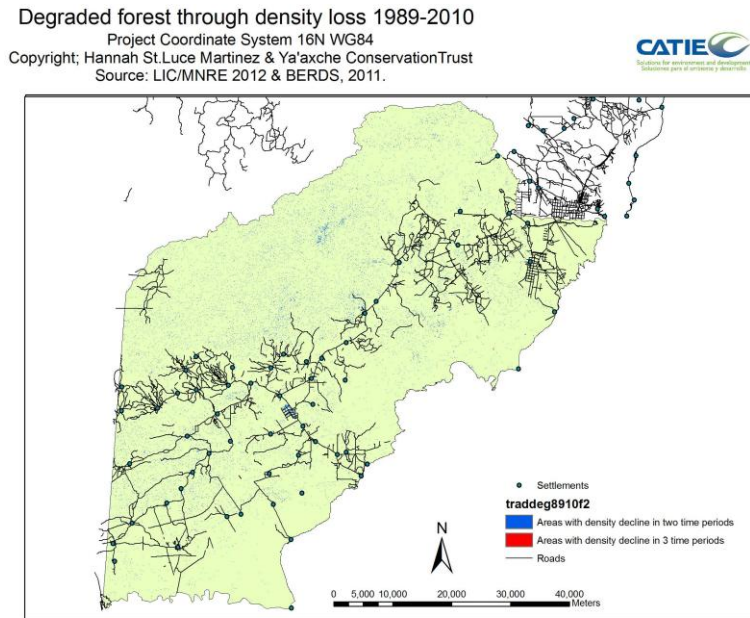 Degraded forest through density loss 1989-2010
Project Coordinate System 16N WG84
Copyright; Hannah St.Luce Martinez & Ya'axche ConservationTrust
Source: LIC/MNRE 2012 & BERDS, 2011.
CATIE
Solutions for environment and development
Soluciones para el ambiente y desarrollo
Settlements
traddeg8910f2
Areas with density decline in two time periods
Areas with density decline in 3 time periods
Roads
N
0 5,000 10,000 20,000 30,000 40,000
Meters